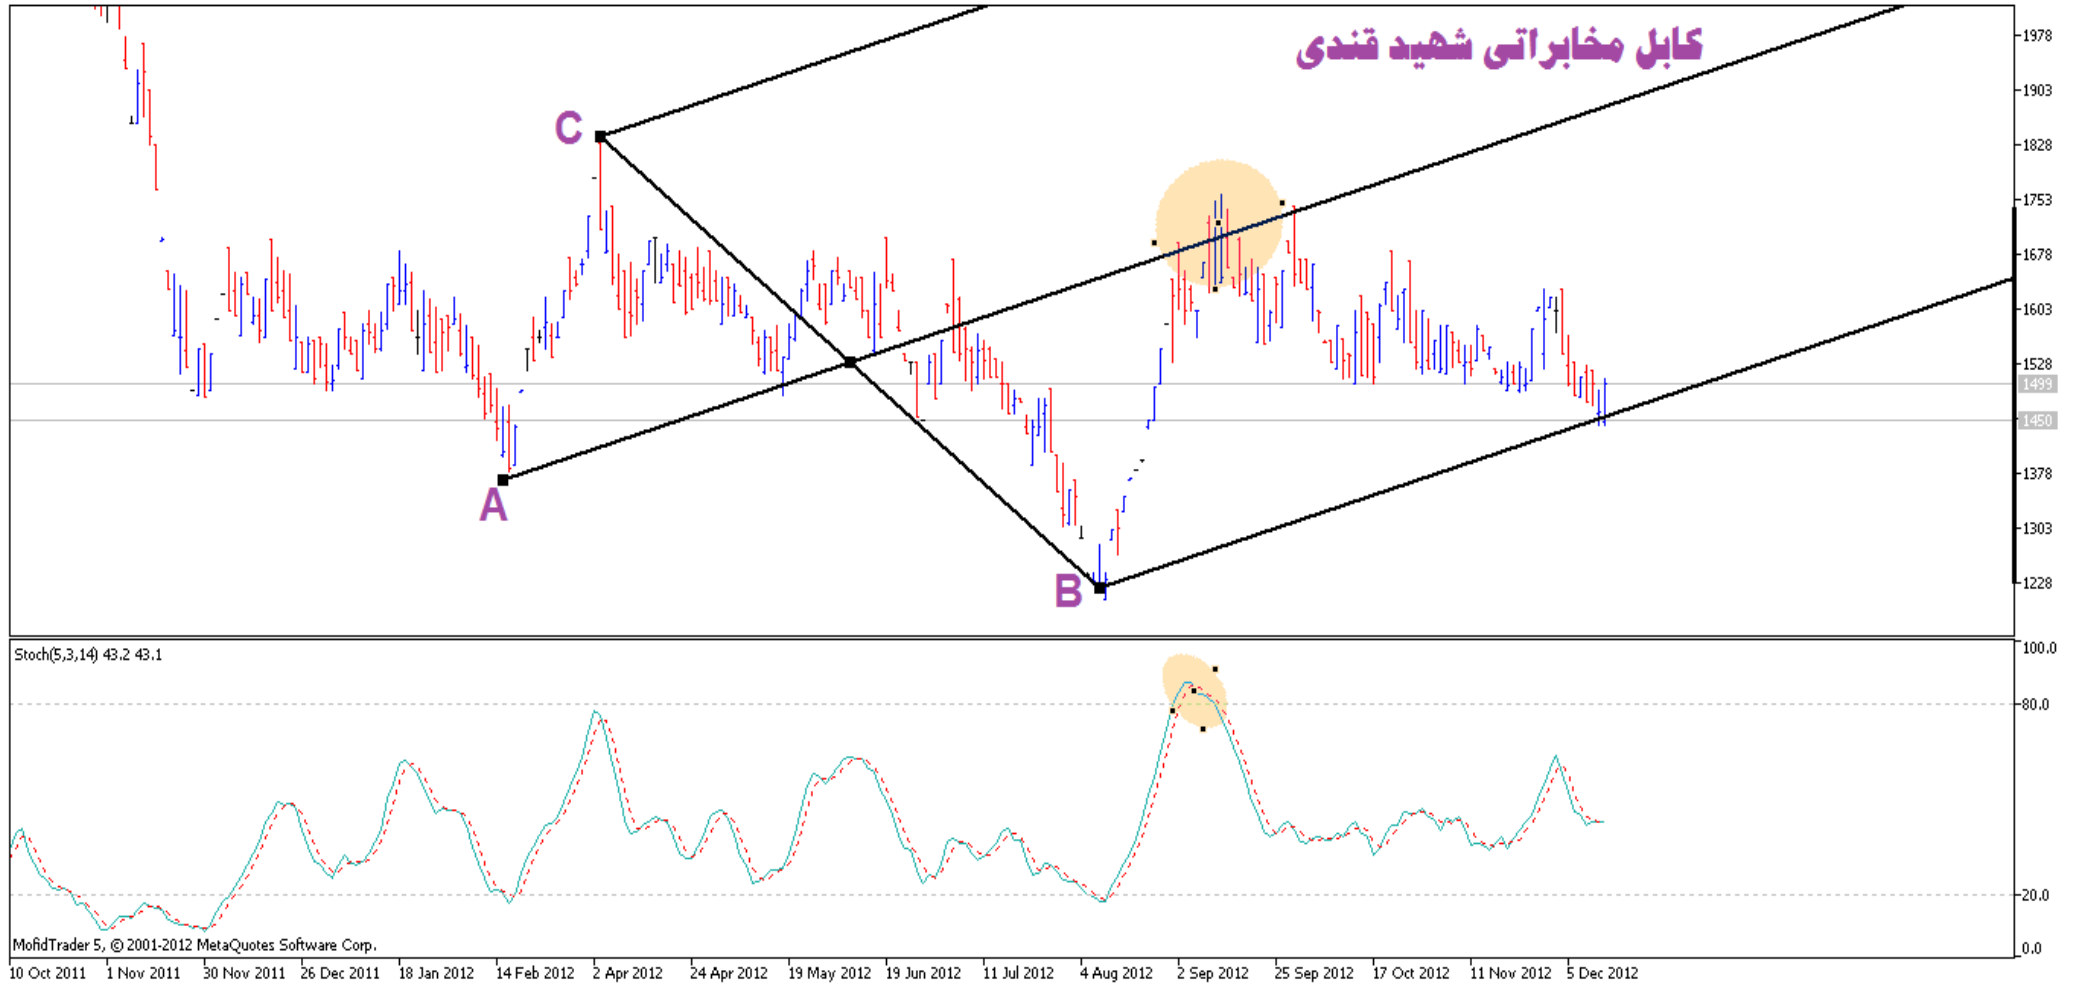 کابل مخابراتی شهید قندی
C
A
B
1978
1903
1828
1753
1678
1603
1528
1499
1450
1378
1303
1228
Stoch(5,3,14) 43.2 43.1
100.0
80.0
20.0
0.0
MofidTrader 5, © 2001-2012 MetaQuotes Software Corp.
10 Oct 2011 1 Nov 2011 30 Nov 2011 26 Dec 2011 18 Jan 2012 14 Feb 2012 2 Apr 2012 24 Apr 2012 19 May 2012 19 Jun 2012 11 Jul 2012 4 Aug 2012 2 Sep 2012 25 Sep 2012 17 Oct 2012 11 Nov 2012 5 Dec 2012